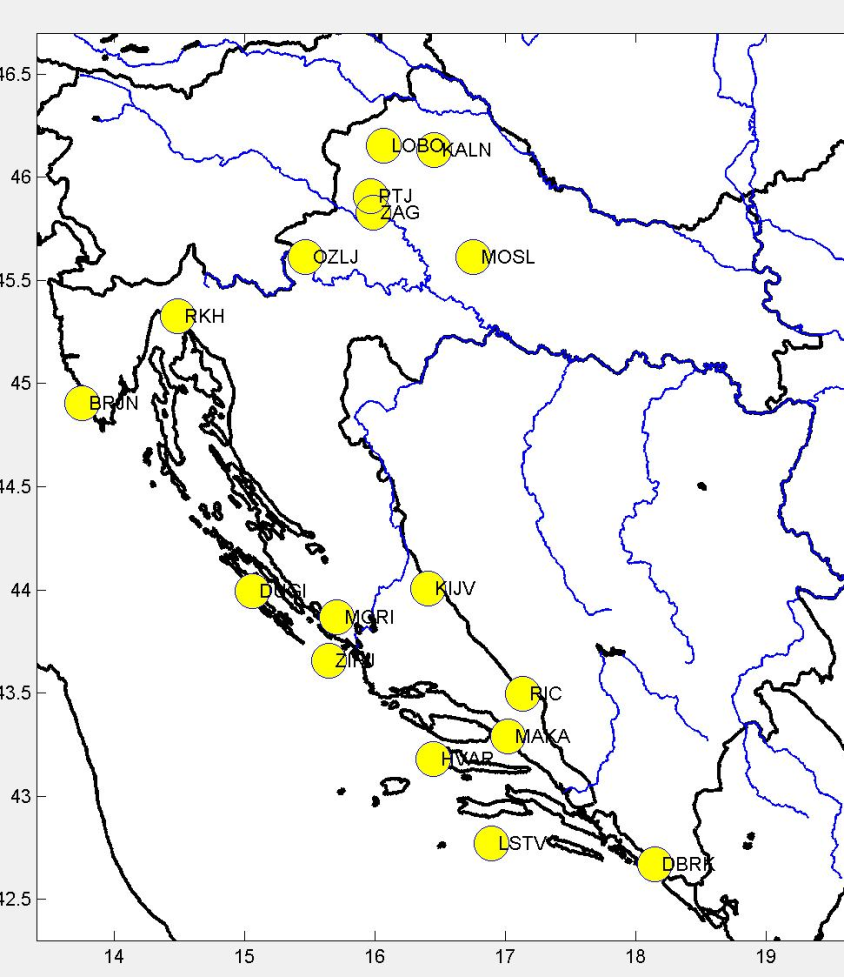 46.5
46
45.5
45
44.5
44
43.5
43
42.5
LOBO
KALN
PTJ
ZAG
OZLJ
MOSL
RKH
BRJN
DUGI
KIJV
MORI
ZIRJ
RIC
MAKA
HVAR
LSTV
DBRK
14 15 16 17 18 19